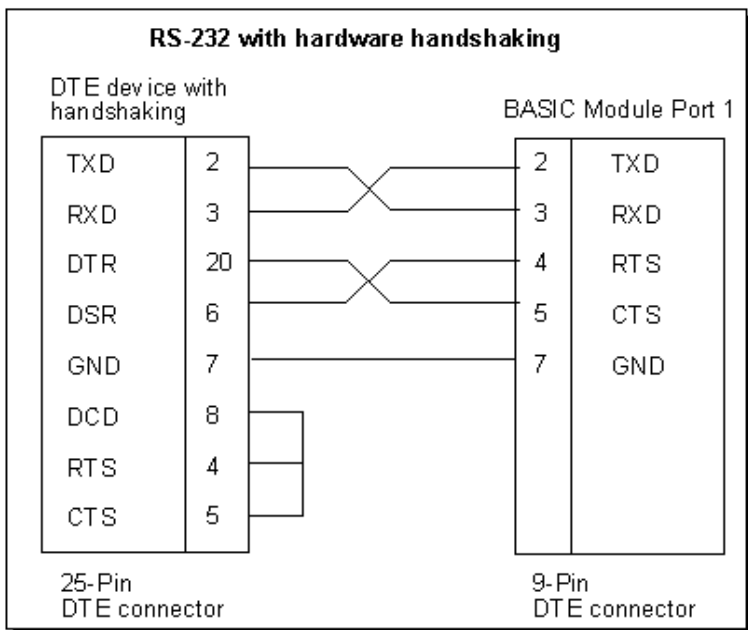 RS-232 with hardware handshaking
DTE device with
handshaking
BASIC Module Port 1
TXD 2 2 TXD
RXD 3 3 RXD
DTR 20 4 RTS
DSR 6 5 CTS
GND 7 7 GND
DCD 8
RTS 4
CTS 5
25-Pin
DTE connector
9-Pin
DTE connector